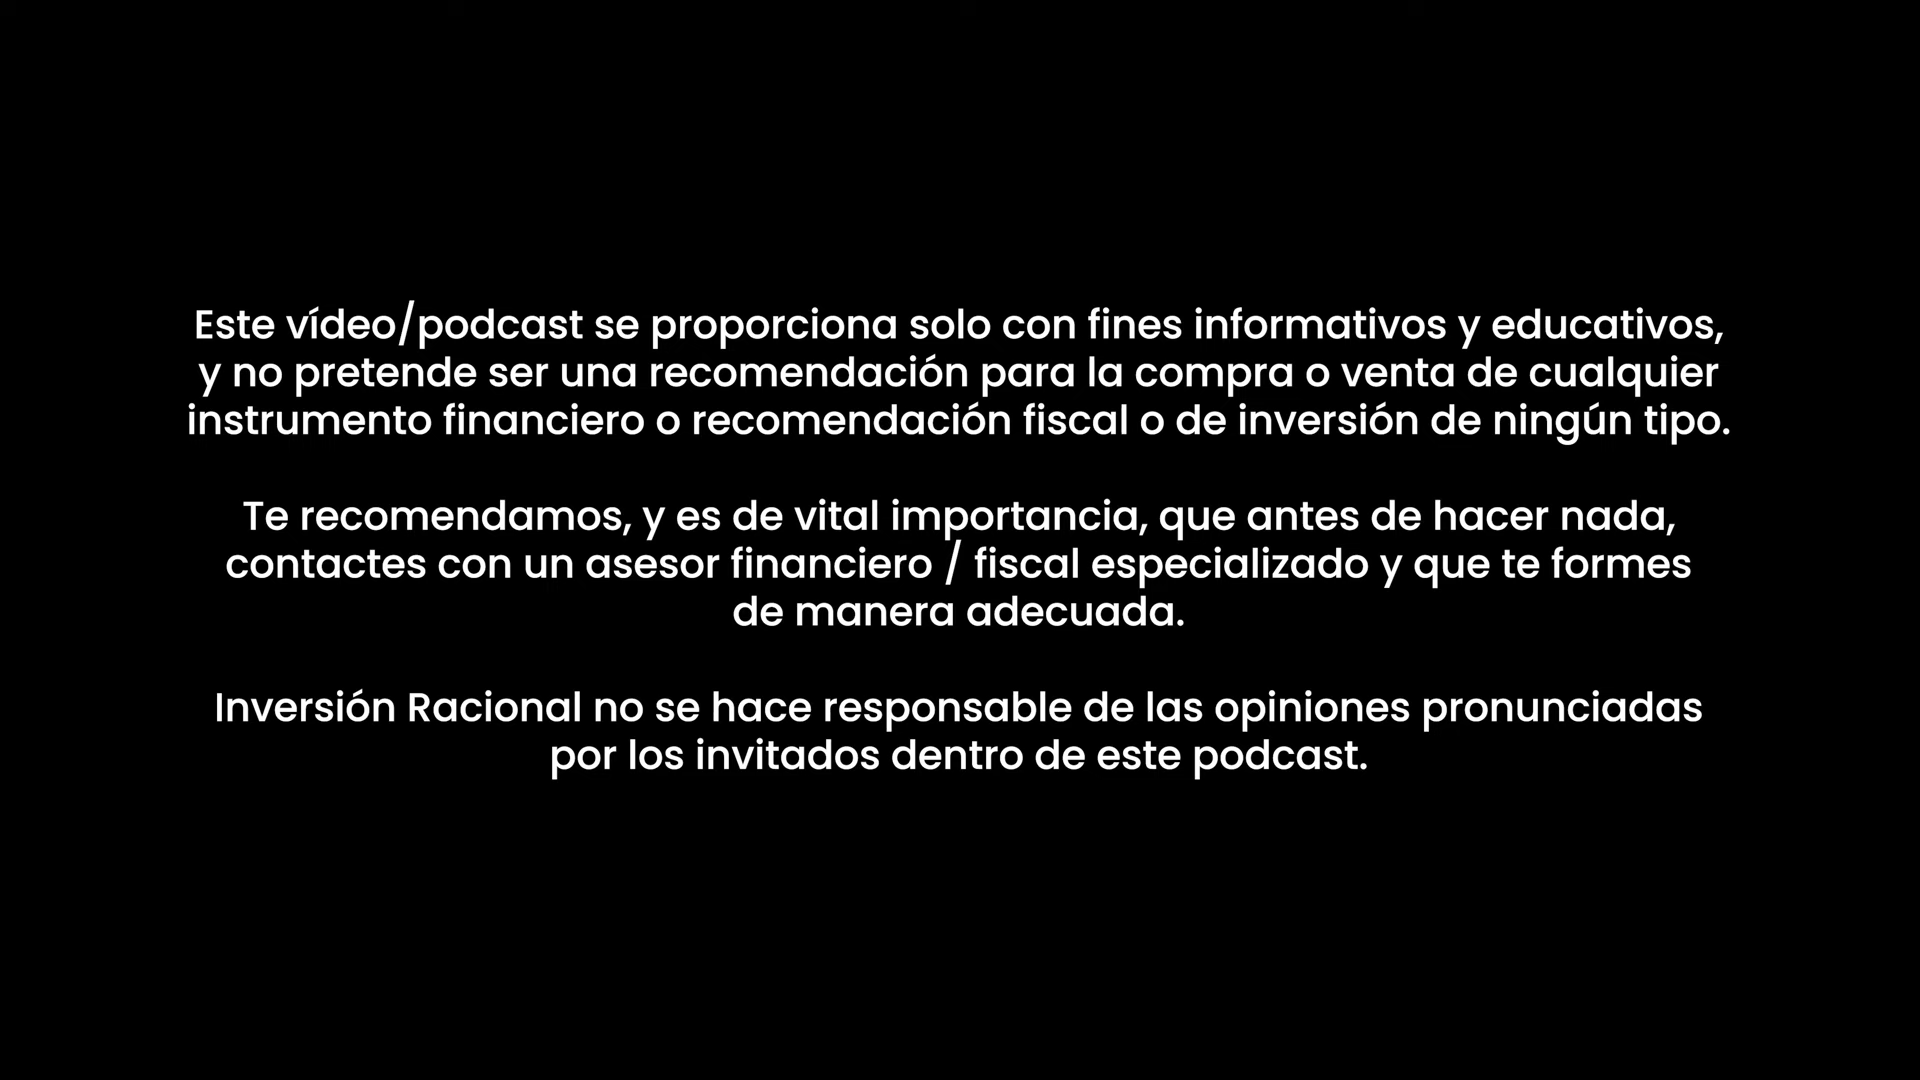 Este vídeo/podcast se proporciona solo con fines informativos y educativos,
y no pretende ser una recomendación para la compra o venta de cualquier
instrumento financiero o recomendación fiscal o de inversión de ningún tipo.
Te recomendamos, y es de vital importancia, que antes de hacer nada,
contactes con un asesor financiero / fiscal especializado y que te formes
de manera adecuada.
Inversión Racional no se hace responsable de las opiniones pronunciadas
por los invitados dentro de este podcast.